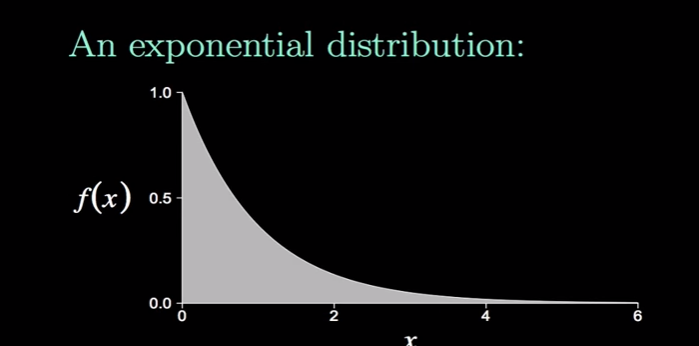 An exponential distribution:
1.0
f(x)
0.5
0.0
0 2 4 6
x